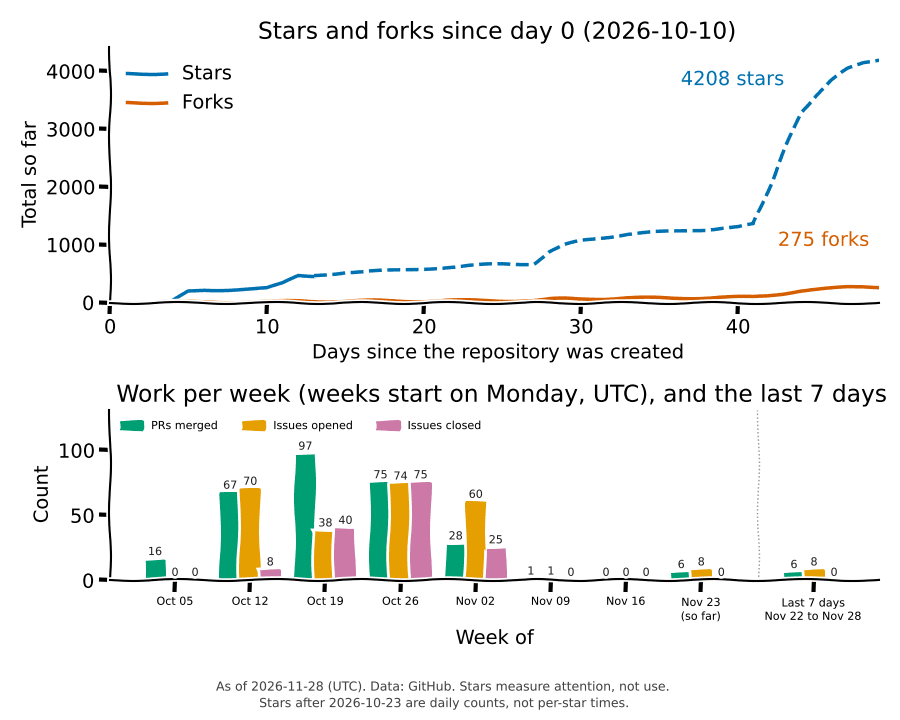 Stars and forks since day 0 (2026-10-10)
Stars
Forks
4208 stars
275 forks
Total so far
4000
3000
2000
1000
0
0 10 20 30 40
Days since the repository was created
Work per week (weeks start on Monday, UTC), and the last 7 days
PRs merged Issues opened Issues closed
Count
100
50
0
16 0 0
67 70 8
97 38 40
75 74 75
28 60 25
1 1 0
0 0 0
6 8 0
6 8 0
Oct 05 Oct 12 Oct 19 Oct 26 Nov 02 Nov 09 Nov 16 Nov 23 Last 7 days
(so far) Nov 22 to Nov 28
Week of
As of 2026-11-28 (UTC). Data: GitHub. Stars measure attention, not use.
Stars after 2026-10-23 are daily counts, not per-star times.